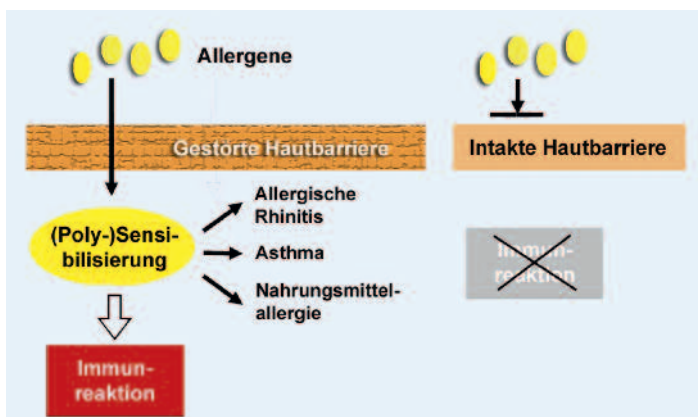 Allergene
Gestörte Hautbarriere
Intakte Hautbarriere
(Poly-)Sensi-
bilisierung
Allergische
Rhinitis
Asthma
Nahrungsmittel-
allergie
Immun-
reaktion
Immun-
reaktion